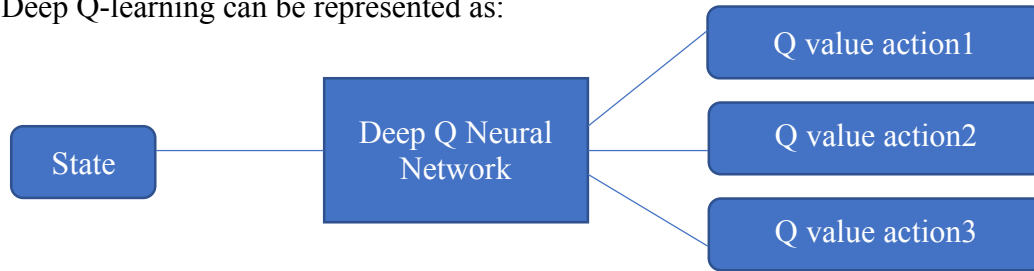 Deep Q-learning can be represented as:
Q value action1
Deep Q Neural
Network
State
Q value action2
Q value action3